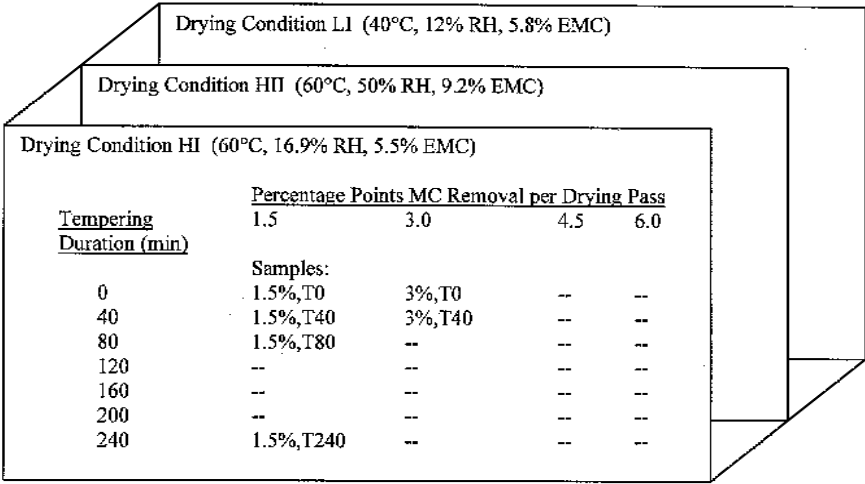 Drying Condition LI (40°C, 12% RH, 5.8% EMC)
Drying Condition HII (60°C, 50% RH, 9.2% EMC)
Drying Condition HI (60°C, 16.9% RH, 5.5% EMC)
Percentage Points MC Removal per Drying Pass
Tempering 1.5 3.0 4.5 6.0
Duration (min)
Samples:
0 1.5%,T0 3%,T0 -- --
40 1.5%,T40 3%,T40 -- --
80 1.5%,T80 -- -- --
120 -- -- -- --
160 -- -- -- --
200 -- -- -- --
240 1.5%,T240 -- -- --